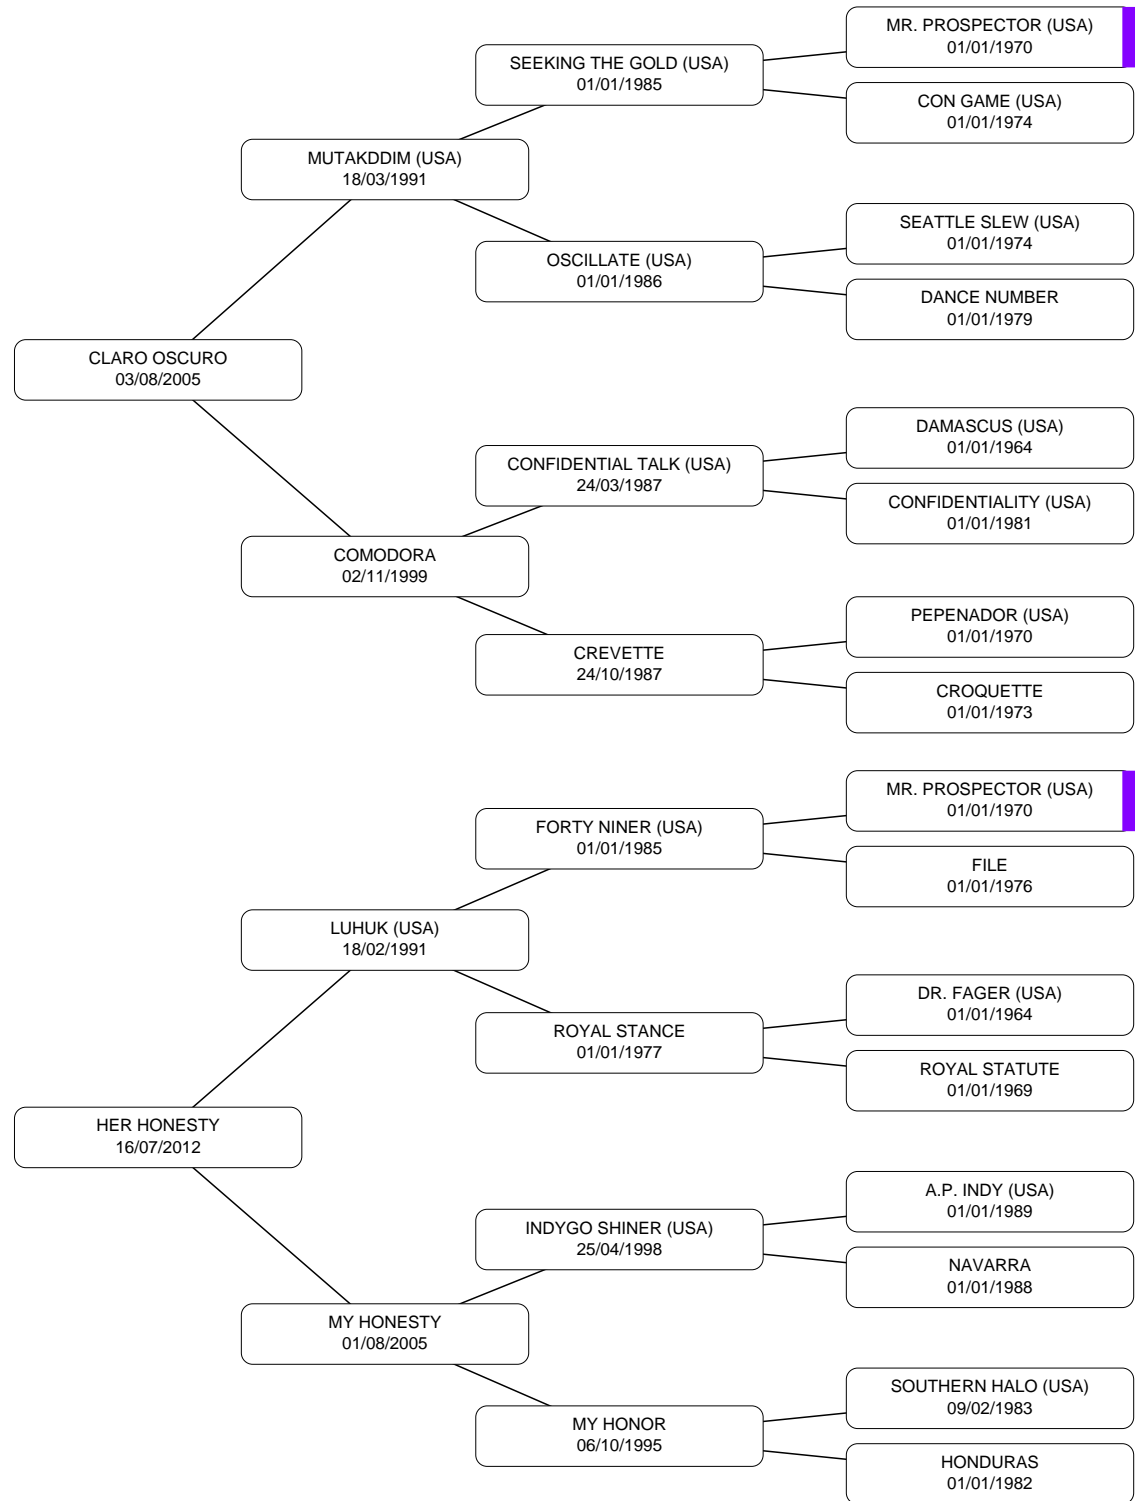 MR. PROSPECTOR (USA)
01/01/1970
SEEKING THE GOLD (USA)
01/01/1985
CON GAME (USA)
01/01/1974
MUTAKDDIM (USA)
18/03/1991
SEATTLE SLEW (USA)
01/01/1974
OSCILLATE (USA)
01/01/1986
DANCE NUMBER
01/01/1979
CLARO OSCURO
03/08/2005
DAMASCUS (USA)
01/01/1964
CONFIDENTIAL TALK (USA)
24/03/1987
CONFIDENTIALITY (USA)
01/01/1981
COMODORA
02/11/1999
PEPENADOR (USA)
01/01/1970
CREVETTE
24/10/1987
CROQUETTE
01/01/1973
MR. PROSPECTOR (USA)
01/01/1970
FORTY NINER (USA)
01/01/1985
FILE
01/01/1976
LUHUK (USA)
18/02/1991
DR. FAGER (USA)
01/01/1964
ROYAL STANCE
01/01/1977
ROYAL STATUTE
01/01/1969
HER HONESTY
16/07/2012
A.P. INDY (USA)
01/01/1989
INDYGO SHINER (USA)
25/04/1998
NAVARRA
01/01/1988
MY HONESTY
01/08/2005
SOUTHERN HALO (USA)
09/02/1983
MY HONOR
06/10/1995
HONDURAS
01/01/1982